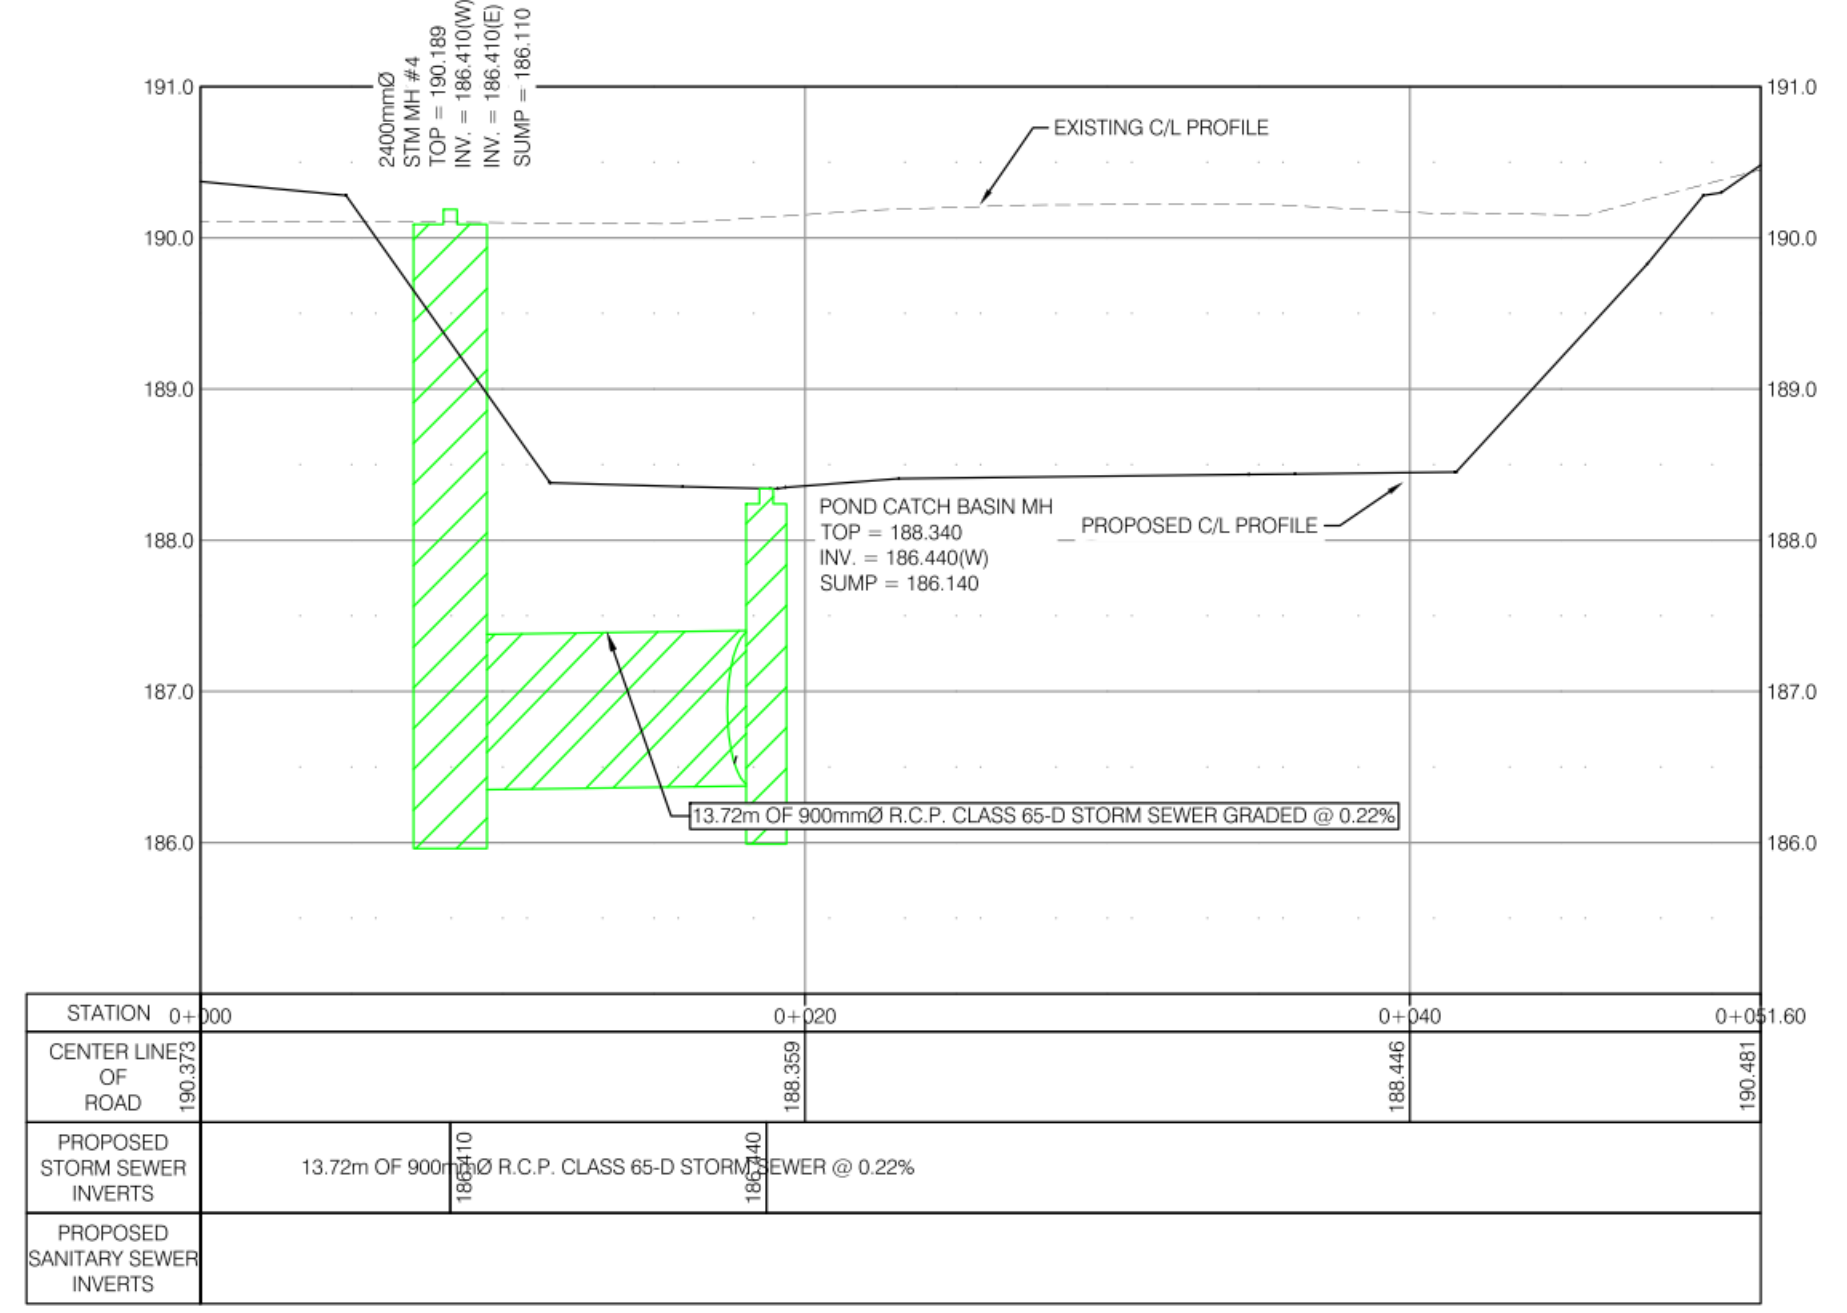 2400mmØ
STM MH #4
TOP = 190.189
INV. = 186.410(W)
INV. = 186.410(E)
SUMP = 186.110
191.0
191.0
EXISTING C/L PROFILE
190.0
190.0
189.0
189.0
POND CATCH BASIN MH
TOP = 188.340
INV. = 186.440(W)
SUMP = 186.140
PROPOSED C/L PROFILE
188.0
188.0
187.0
187.0
13.72m OF 900mmØ R.C.P. CLASS 65-D STORM SEWER GRADED @ 0.22%
186.0
186.0
STATION
0+000
0+020
0+040
0+051.60
CENTER LINE
OF
ROAD
190.373
188.359
188.446
190.481
PROPOSED
STORM SEWER
INVERTS
13.72m OF 900mmØ R.C.P. CLASS 65-D STORM SEWER @ 0.22%
186.410
186.440
PROPOSED
SANITARY SEWER
INVERTS